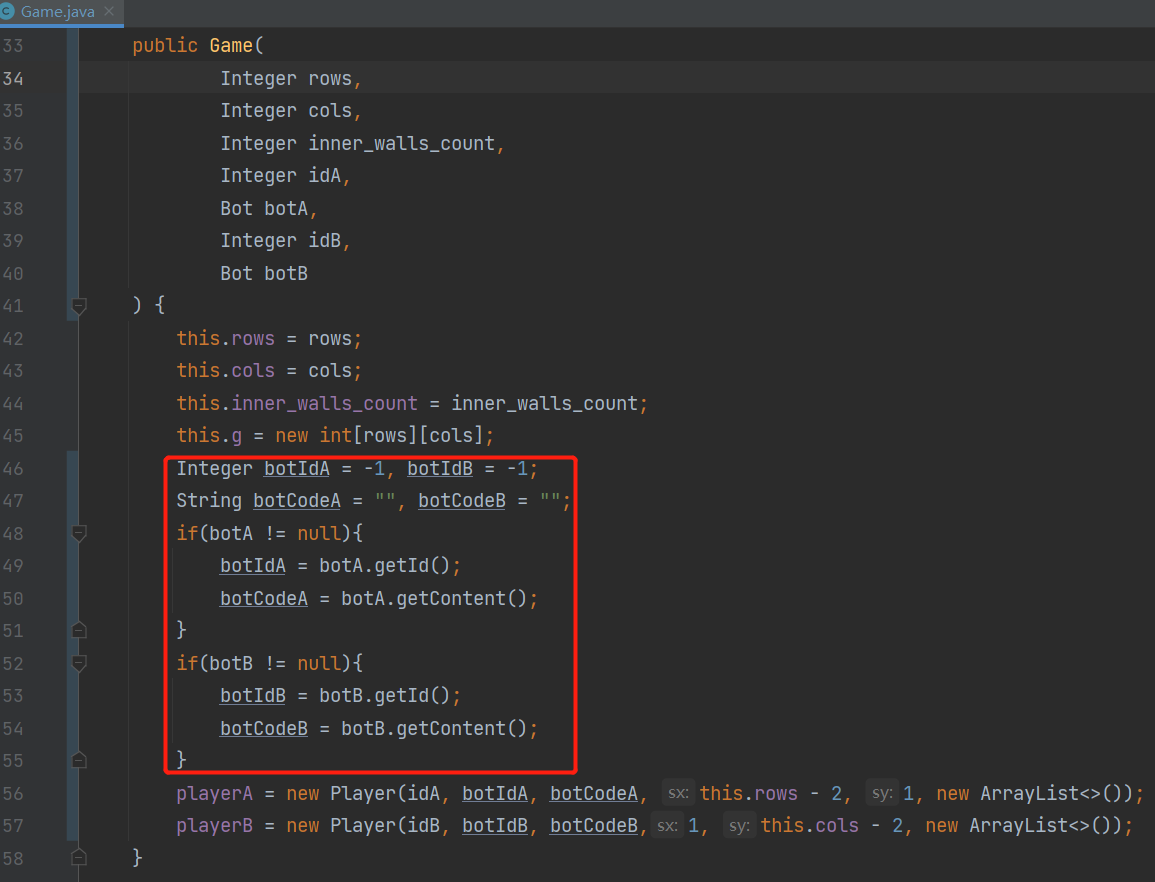 Game.java
33 public Game(
34 Integer rows,
35 Integer cols,
36 Integer inner_walls_count,
37 Integer idA,
38 Bot botA,
39 Integer idB,
40 Bot botB
41 ) {
42 this.rows = rows;
43 this.cols = cols;
44 this.inner_walls_count = inner_walls_count;
45 this.g = new int[rows][cols];
46 Integer botIdA = -1, botIdB = -1;
47 String botCodeA = "", botCodeB = "";
48 if(botA != null){
49 botIdA = botA.getId();
50 botCodeA = botA.getContent();
51 }
52 if(botB != null){
53 botIdB = botB.getId();
54 botCodeB = botB.getContent();
55 }
56 playerA = new Player(idA, botIdA, botCodeA, sx: this.rows - 2, sy: 1, new ArrayList<>());
57 playerB = new Player(idB, botIdB, botCodeB, sx: 1, sy: this.cols - 2, new ArrayList<>());
58 }